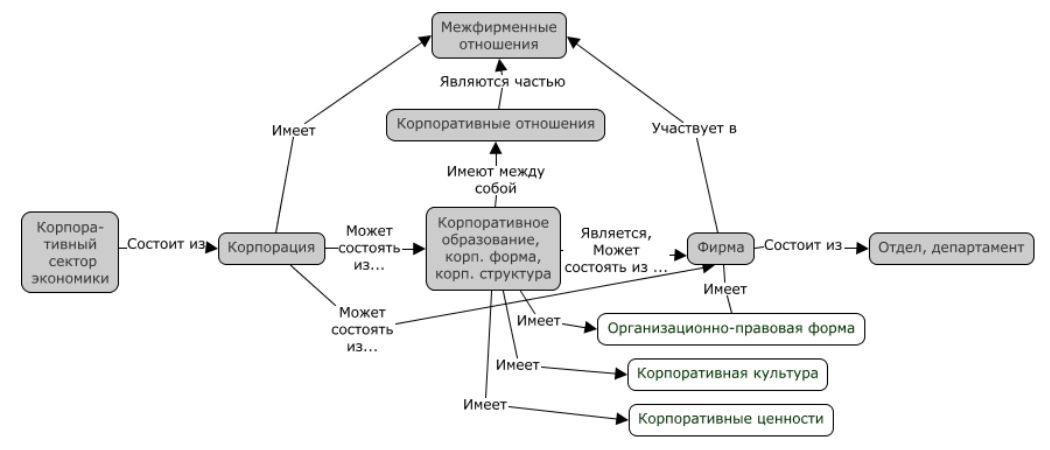 Межфирменные
отношения
Являются частью
Корпоративные отношения
Имеет
Участвует в
Имеют между
собой
Корпора-
тивный
сектор
экономики
Состоит из
Корпорация
Может
состоять
из...
Корпоративное
образование,
корп. форма,
корп. структура
Является,
Может
состоять из ...
Фирма
Состоит из
Отдел, департамент
Может
состоять
из...
Имеет
Имеет
Организационно-правовая форма
Имеет
Корпоративная культура
Имеет
Корпоративные ценности